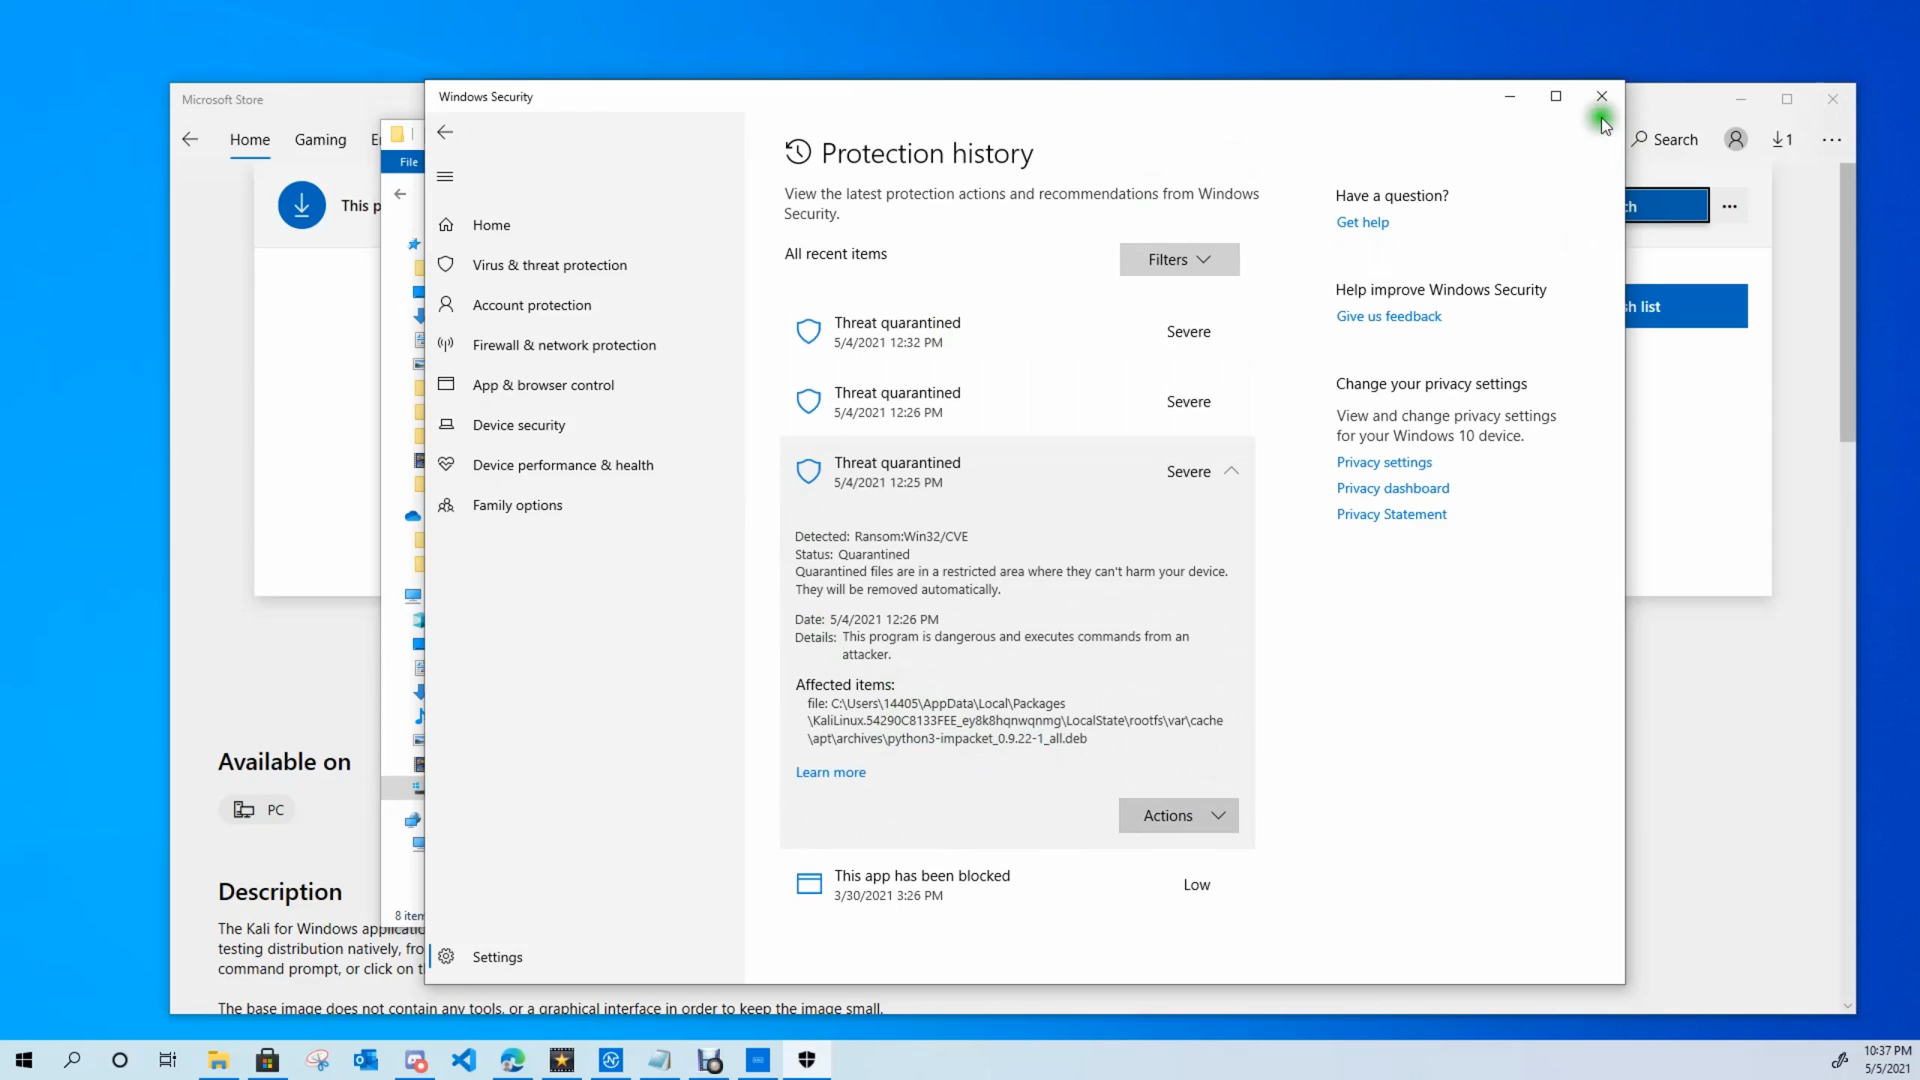 Microsoft Store
Home
Gaming
E
Search
1
This p
File
ch
sh list
8 item
Available on
PC
Description
The Kali for Windows applicatio
testing distribution natively, fro
command prompt, or click on t
The base image does not contain any tools, or a graphical interface in order to keep the image small.
Windows Security
Home
Virus & threat protection
Account protection
Firewall & network protection
App & browser control
Device security
Device performance & health
Family options
Settings
Protection history
View the latest protection actions and recommendations from Windows
Security.
All recent items
Filters
Threat quarantined
5/4/2021 12:32 PM
Severe
Threat quarantined
5/4/2021 12:26 PM
Severe
Threat quarantined
5/4/2021 12:25 PM
Severe
Detected: Ransom:Win32/CVE
Status: Quarantined
Quarantined files are in a restricted area where they can't harm your device.
They will be removed automatically.
Date: 5/4/2021 12:26 PM
Details: This program is dangerous and executes commands from an
attacker.
Affected items:
file: C:\Users\14405\AppData\Local\Packages
\KaliLinux.54290C8133FEE_ey8k8hqnwqnmg\LocalState\rootfs\var\cache
\apt\archives\python3-impacket_0.9.22-1_all.deb
Learn more
Actions
This app has been blocked
3/30/2021 3:26 PM
Low
Have a question?
Get help
Help improve Windows Security
Give us feedback
Change your privacy settings
View and change privacy settings
for your Windows 10 device.
Privacy settings
Privacy dashboard
Privacy Statement
10:37 PM
5/5/2021